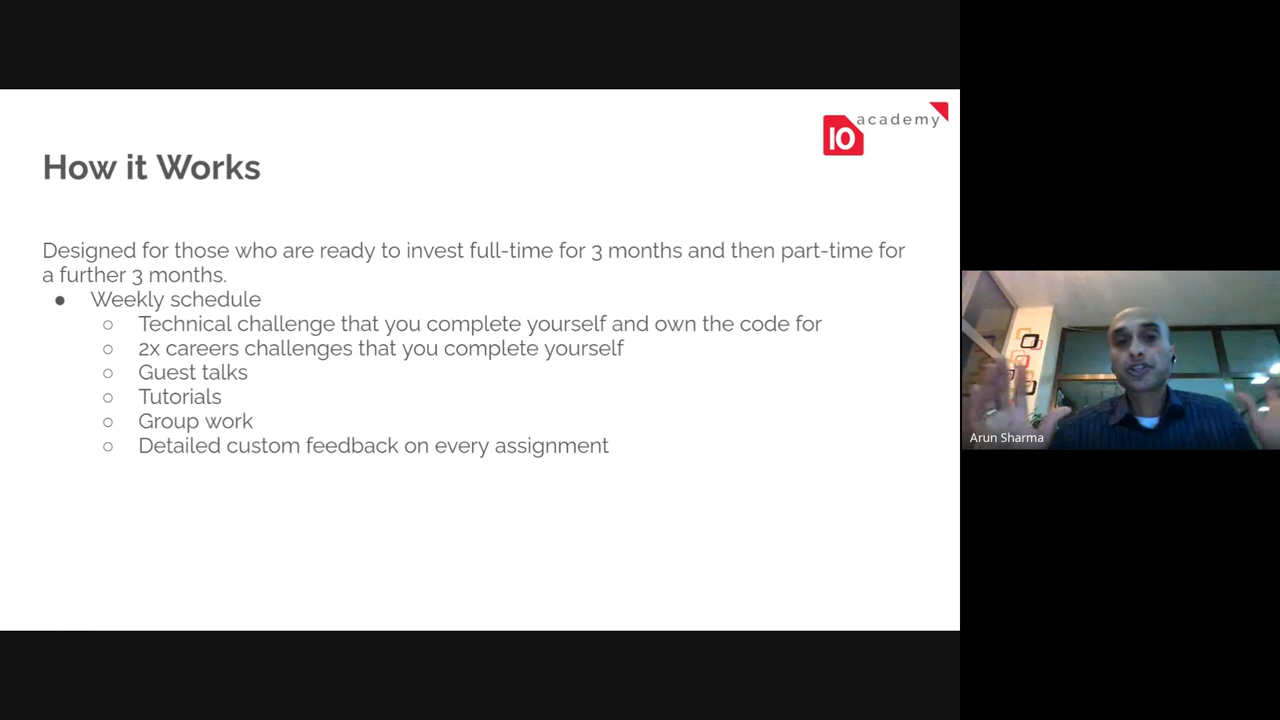 10 academy
How it Works
Designed for those who are ready to invest full-time for 3 months and then part-time for
a further 3 months.
● Weekly schedule
○ Technical challenge that you complete yourself and own the code for
○ 2x careers challenges that you complete yourself
○ Guest talks
○ Tutorials
○ Group work
○ Detailed custom feedback on every assignment
Arun Sharma